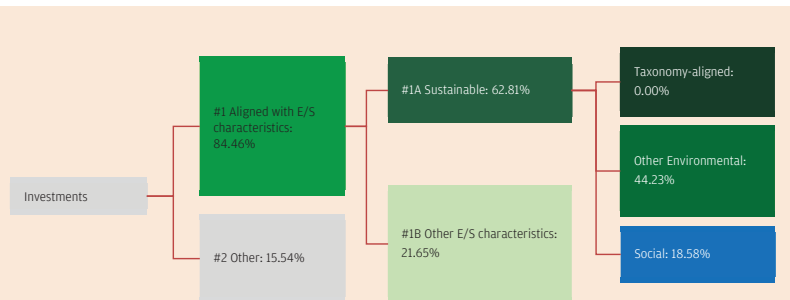 Investments
#1 Aligned with E/S
characteristics:
84.46%
#2 Other: 15.54%
#1A Sustainable: 62.81%
#1B Other E/S characteristics:
21.65%
Taxonomy-aligned:
0.00%
Other Environmental:
44.23%
Social: 18.58%